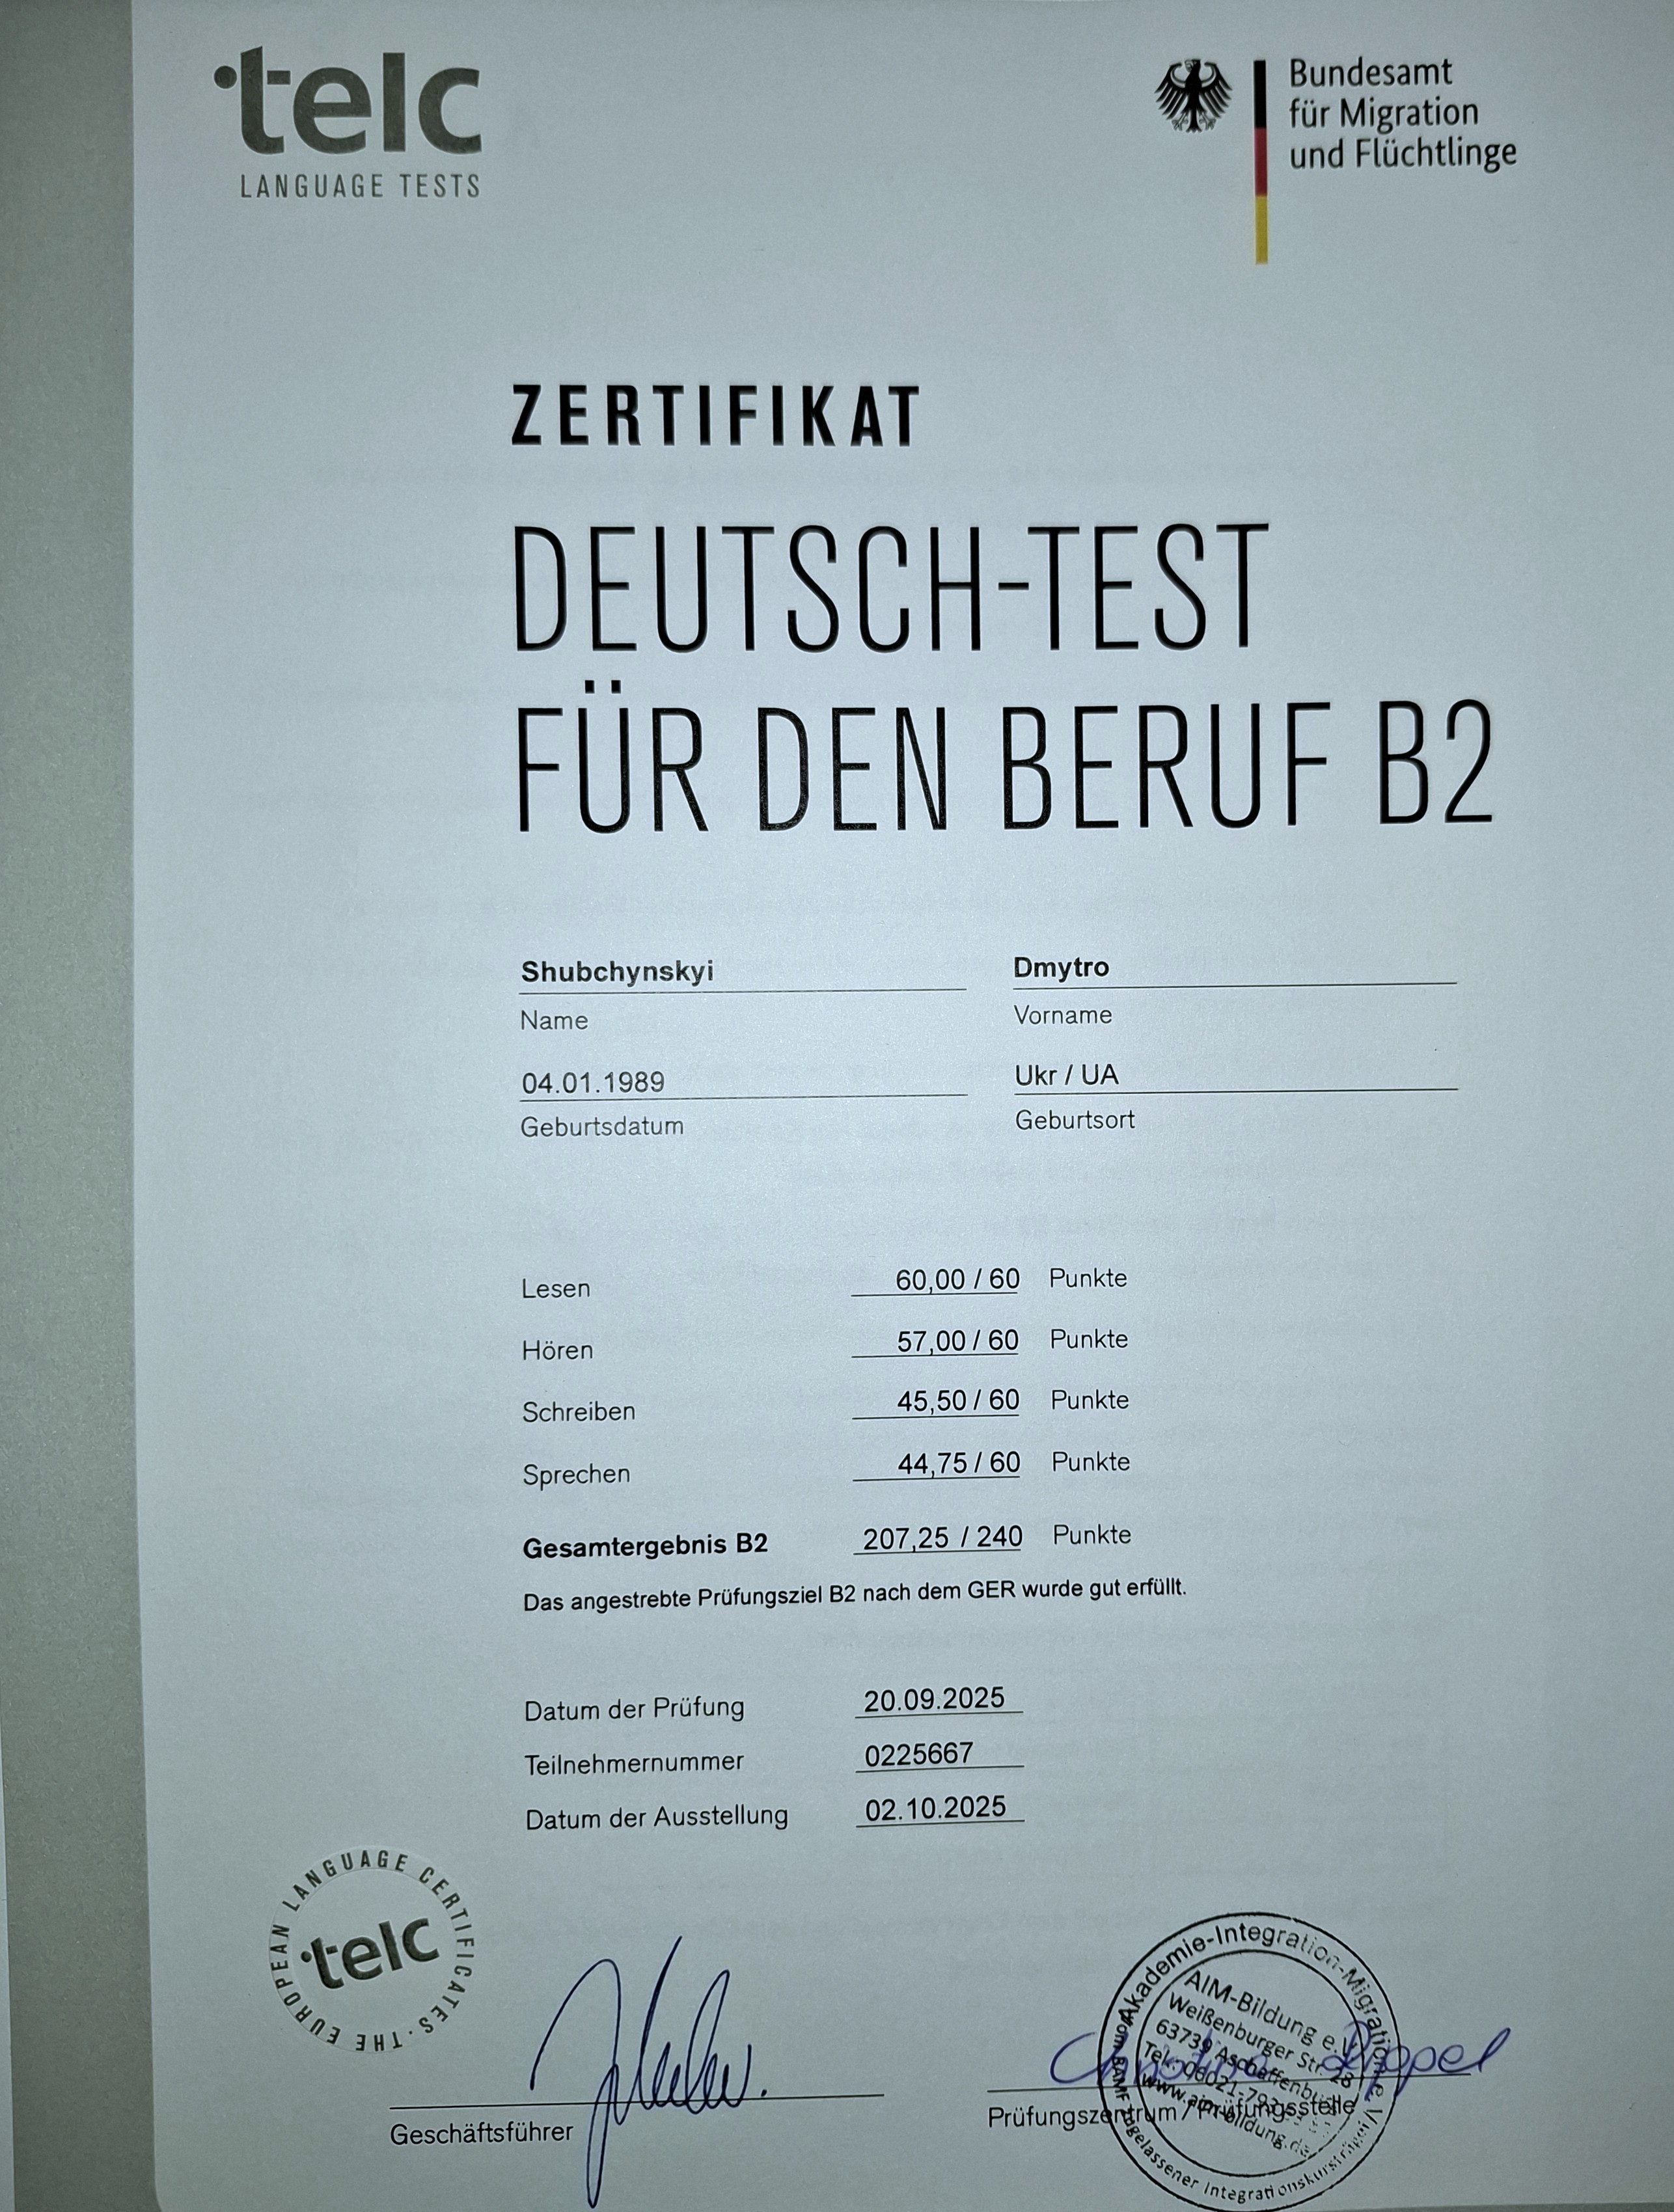 telc
LANGUAGE TESTS
Bundesamt
für Migration
und Flüchtlinge
ZERTIFIKAT
DEUTSCH-TEST
FÜR DEN BERUF B2
Shubchynskyi Dmytro
Name Vorname
04.01.1989 Ukr / UA
Geburtsdatum Geburtsort
Lesen 60,00 / 60 Punkte
Hören 57,00 / 60 Punkte
Schreiben 45,50 / 60 Punkte
Sprechen 44,75 / 60 Punkte
Gesamtergebnis B2 207,25 / 240 Punkte
Das angestrebte Prüfungsziel B2 nach dem GER wurde gut erfüllt.
Datum der Prüfung 20.09.2025
Teilnehmernummer 0225667
Datum der Ausstellung 02.10.2025
THE EUROPEAN LANGUAGE CERTIFICATES
telc
Geschäftsführer
Prüfungszentrum / Prüfungsstelle
Akademie-Integration-Migration e.V.
vom BAMF zugelassener Integrationskursträger
AIM-Bildung e.V.
Weißenburger Str. 28
63739 Aschaffenburg
Tel.: 06021-
www.aim-bildung.de